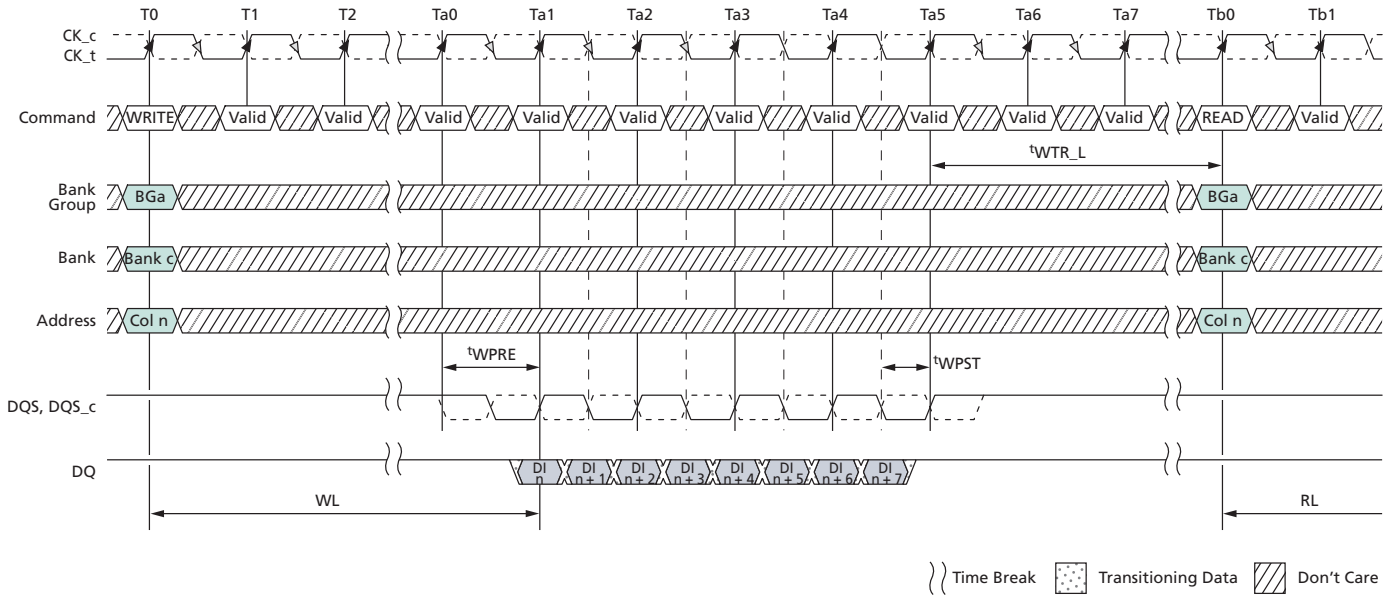 T0 T1 T2 Ta0 Ta1 Ta2 Ta3 Ta4 Ta5 Ta6 Ta7 Tb0 Tb1
CK_c
CK_t
Command WRITE Valid Valid Valid Valid Valid Valid Valid Valid Valid Valid READ Valid
tWTR_L
Bank
Group BGa BGa
Bank Bank c Bank c
Address Col n Col n
tWPRE tWPST
DQS, DQS_c
DQ DI n DI n + 1 DI n + 2 DI n + 3 DI n + 4 DI n + 5 DI n + 6 DI n + 7
WL RL
Time Break Transitioning Data Don't Care